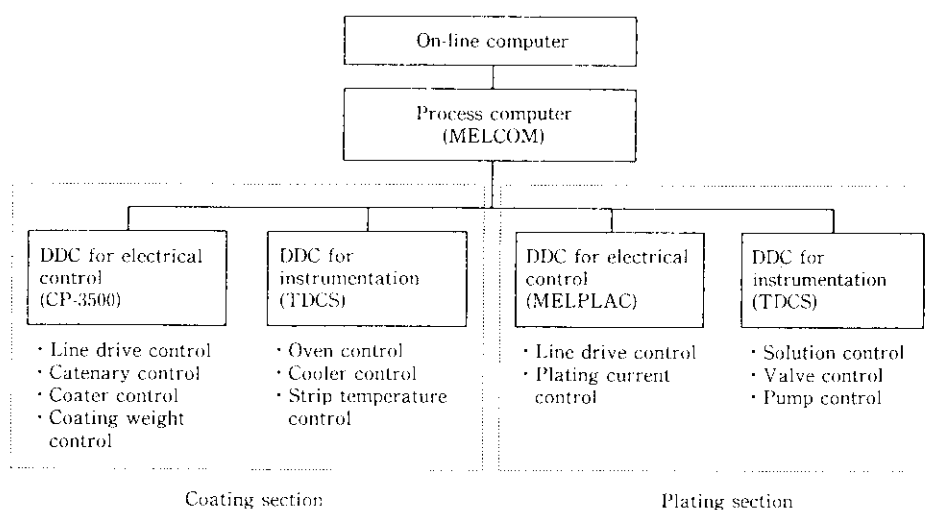 On-line computer
Process computer
(MELCOM)
DDC for electrical
control
(CP-3500)
DDC for
instrumentation
(TDCS)
DDC for electrical
control
(MELPLAC)
DDC for
instrumentation
(TDCS)
· Line drive control
· Catenary control
· Coater control
· Coating weight
control
· Oven control
· Cooler control
· Strip temperature
control
· Line drive control
· Plating current
control
· Solution control
· Valve control
· Pump control
Coating section
Plating section